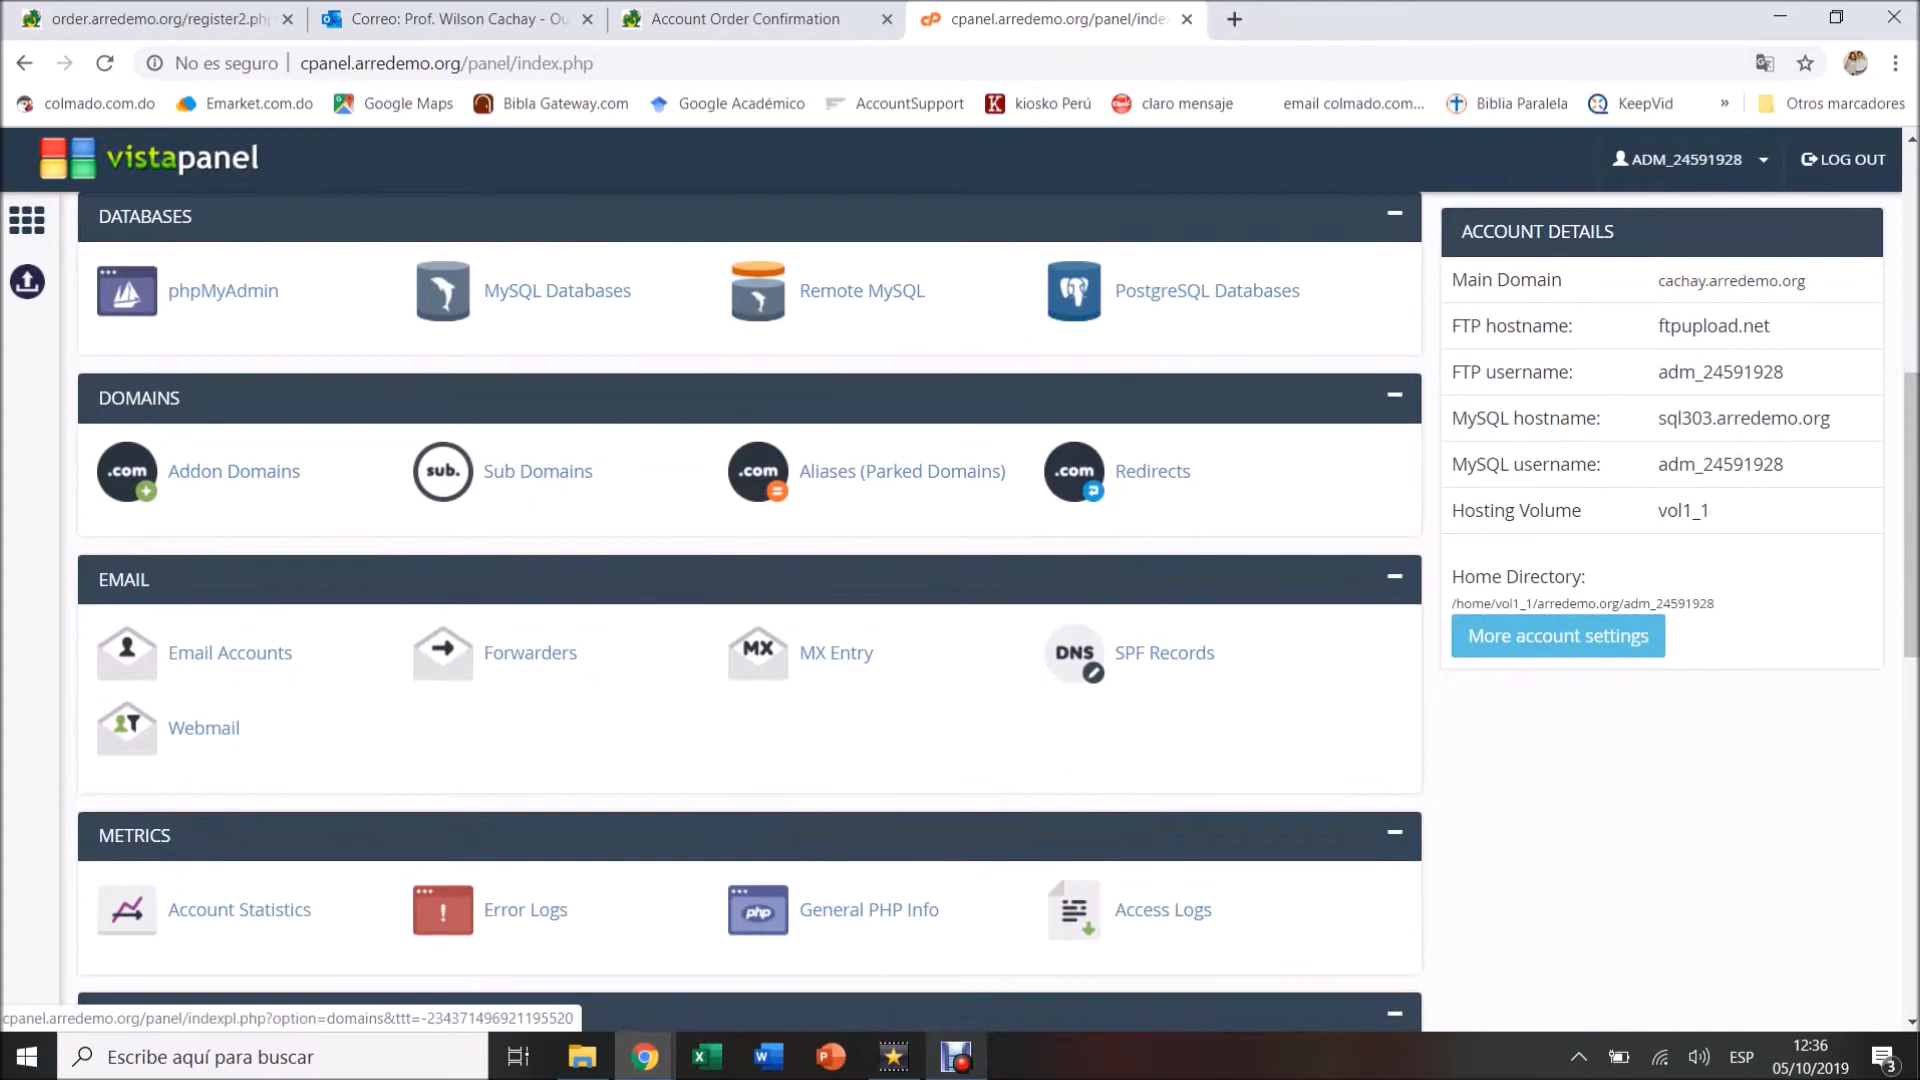 order.arredemo.org/register2.ph
Correo: Prof. Wilson Cachay - Ou
Account Order Confirmation
cpanel.arredemo.org/panel/inde
No es seguro
cpanel.arredemo.org/panel/index.php
colmado.com.do
Emarket.com.do
Google Maps
Bibla Gateway.com
Google Académico
AccountSupport
kiosko Perú
claro mensaje
email colmado.com...
Biblia Paralela
KeepVid
»
Otros marcadores
vistapanel
ADM_24591928
LOG OUT
DATABASES
phpMyAdmin
MySQL Databases
Remote MySQL
PostgreSQL Databases
DOMAINS
.com
Addon Domains
sub.
Sub Domains
.com
Aliases (Parked Domains)
.com
Redirects
EMAIL
Email Accounts
Forwarders
MX
MX Entry
DNS
SPF Records
Webmail
METRICS
Account Statistics
Error Logs
php
General PHP Info
Access Logs
ACCOUNT DETAILS
Main Domain cachay.arredemo.org
FTP hostname: ftpupload.net
FTP username: adm_24591928
MySQL hostname: sql303.arredemo.org
MySQL username: adm_24591928
Hosting Volume vol1_1
Home Directory:
/home/vol1_1/arredemo.org/adm_24591928
More account settings
cpanel.arredemo.org/panel/indexpl.php?option=domains&ttt=-234371496921195520
Escribe aquí para buscar
ESP
12:36
05/10/2019
3